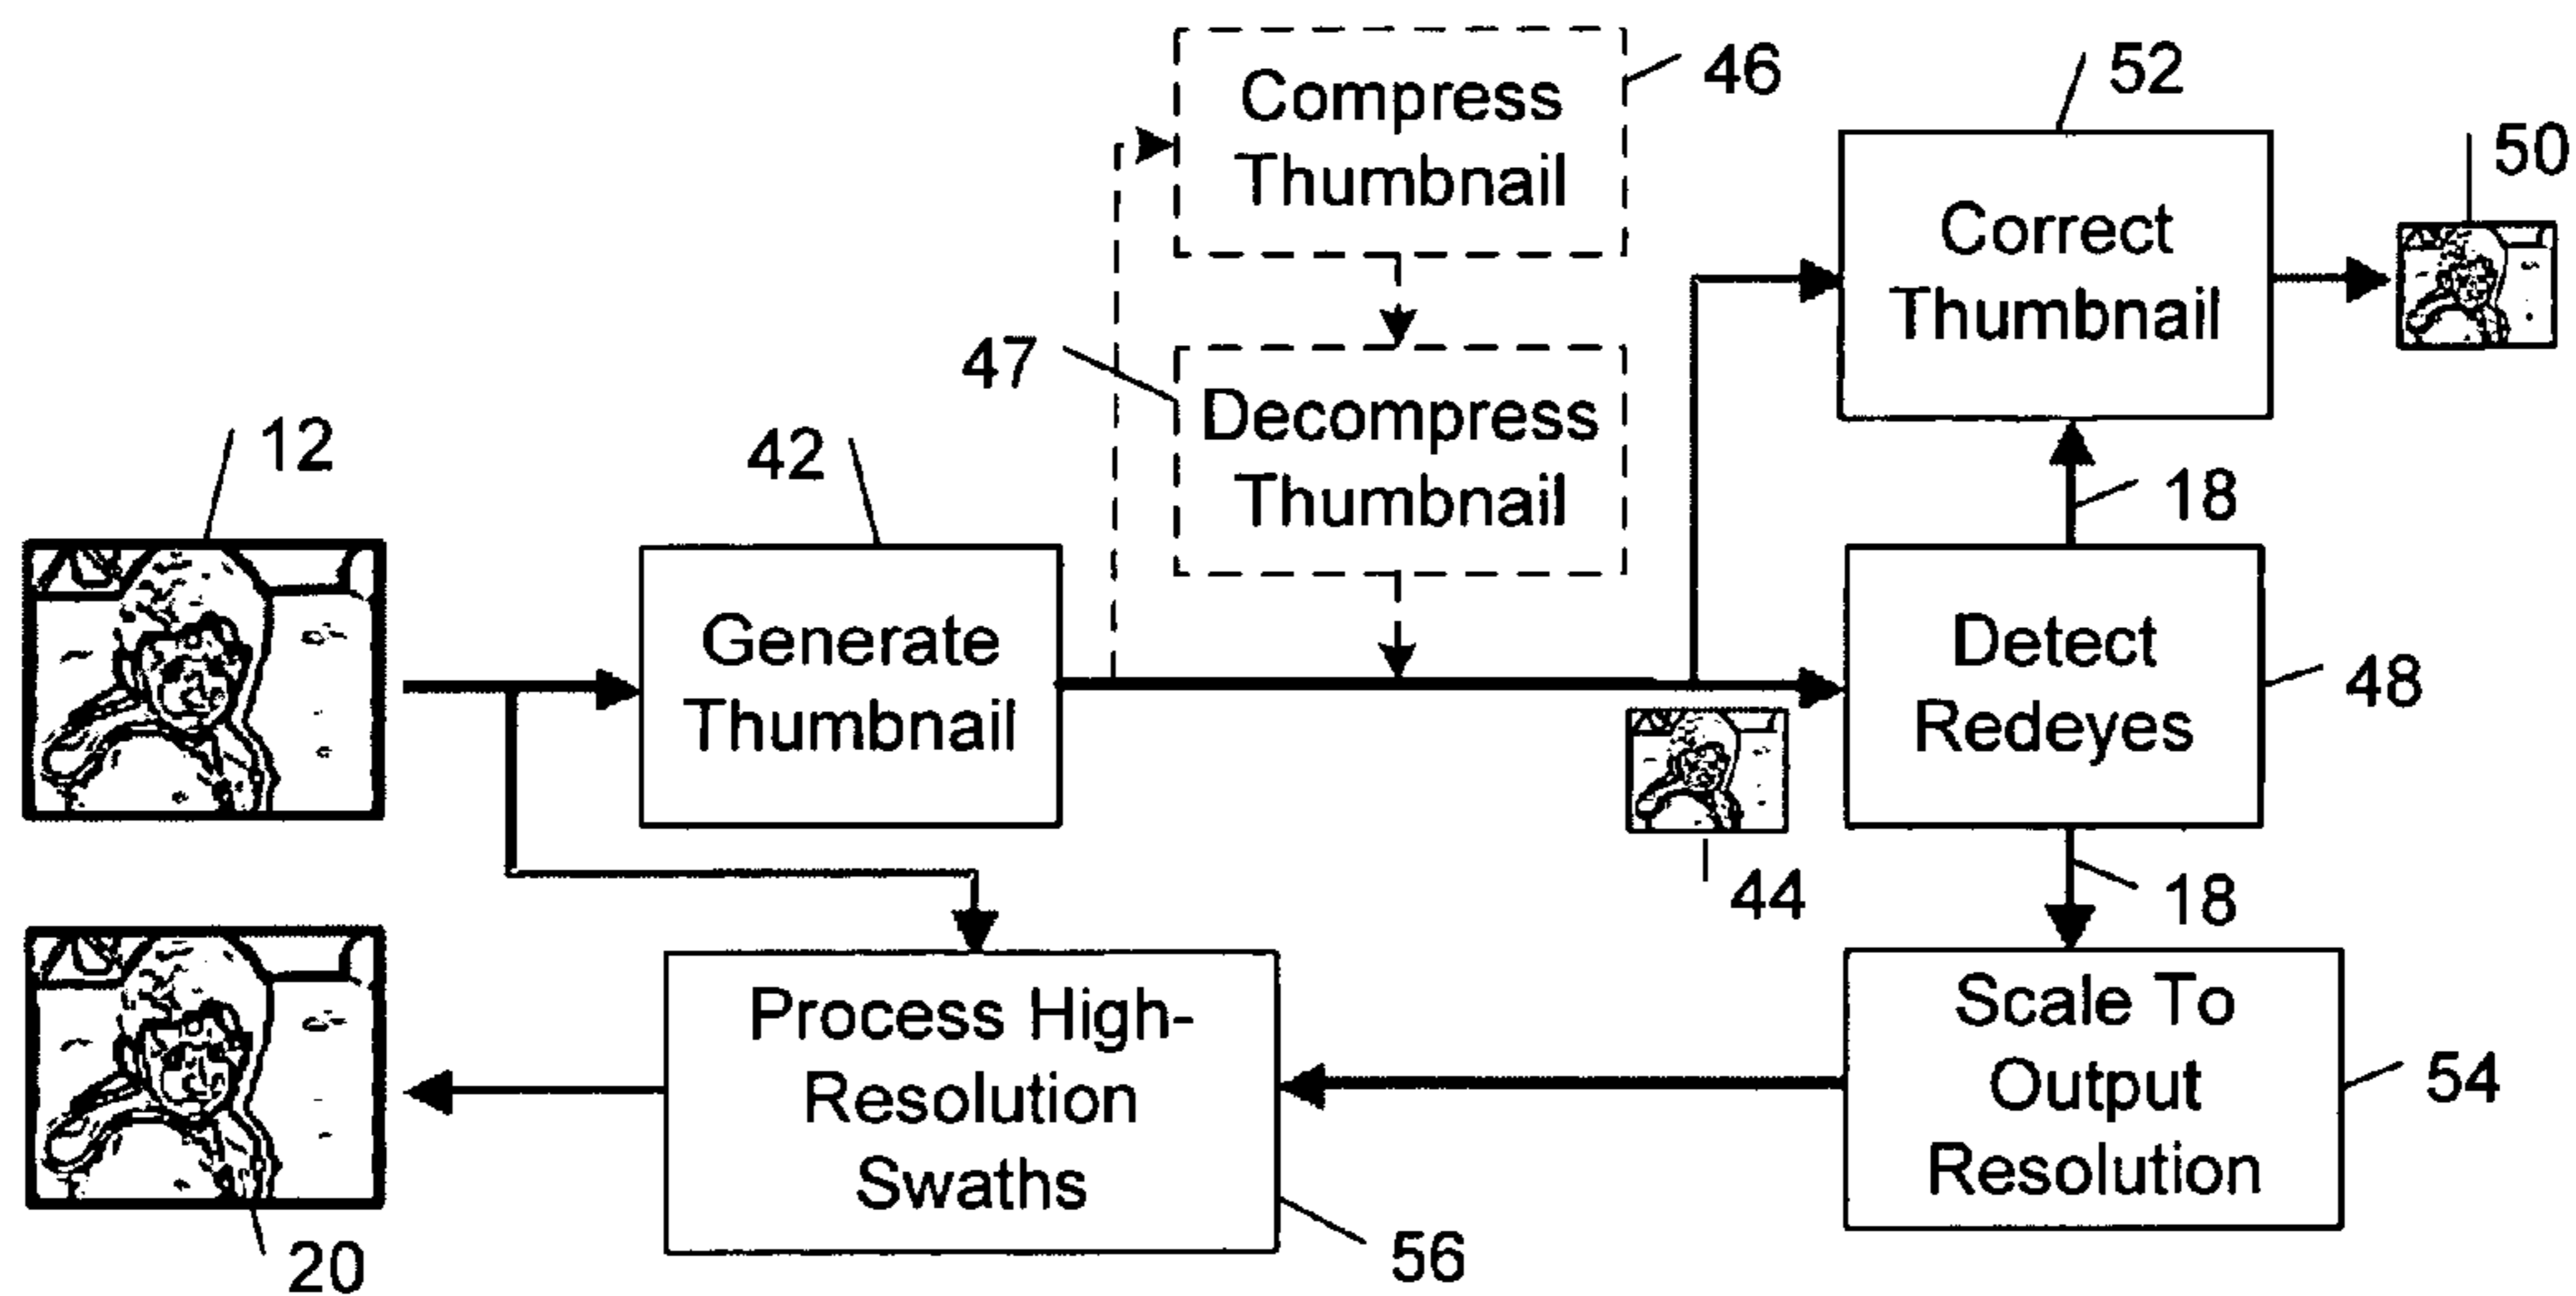 46
Compress
Thumbnail
52
50
Correct
Thumbnail
47
Decompress
Thumbnail
12
42
18
Generate
Thumbnail
Detect
Redeyes
48
44
18
Process High-
Resolution
Swaths
Scale To
Output
Resolution
54
20
56